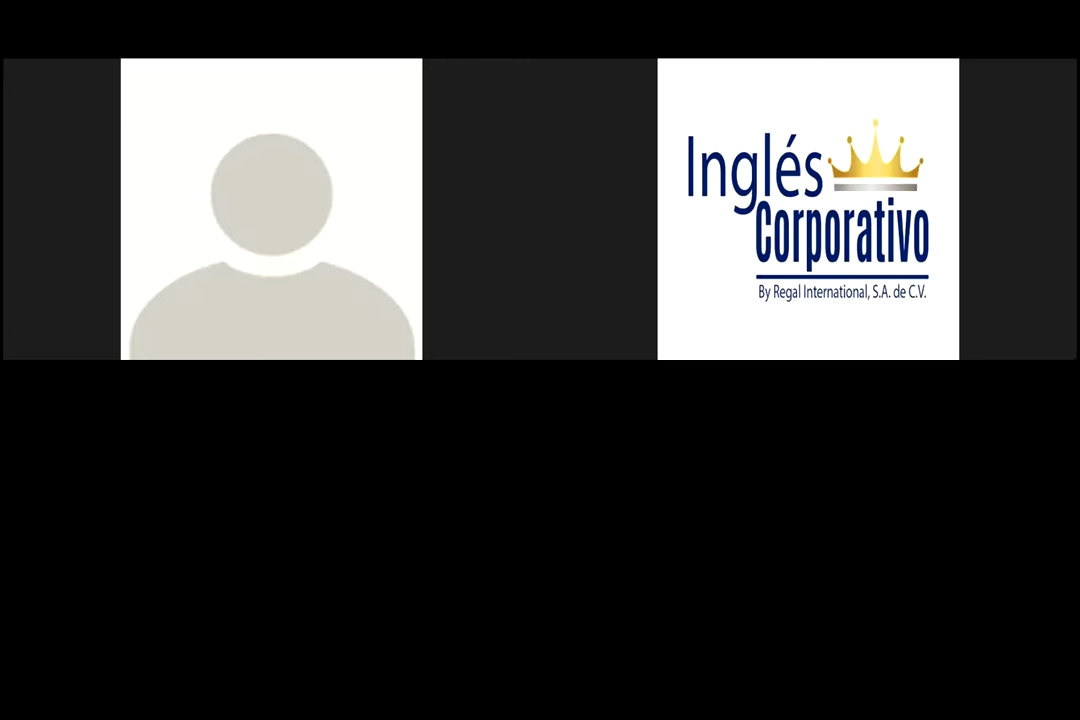 Inglés
Corporativo
By Regal International, S.A. de C.V.